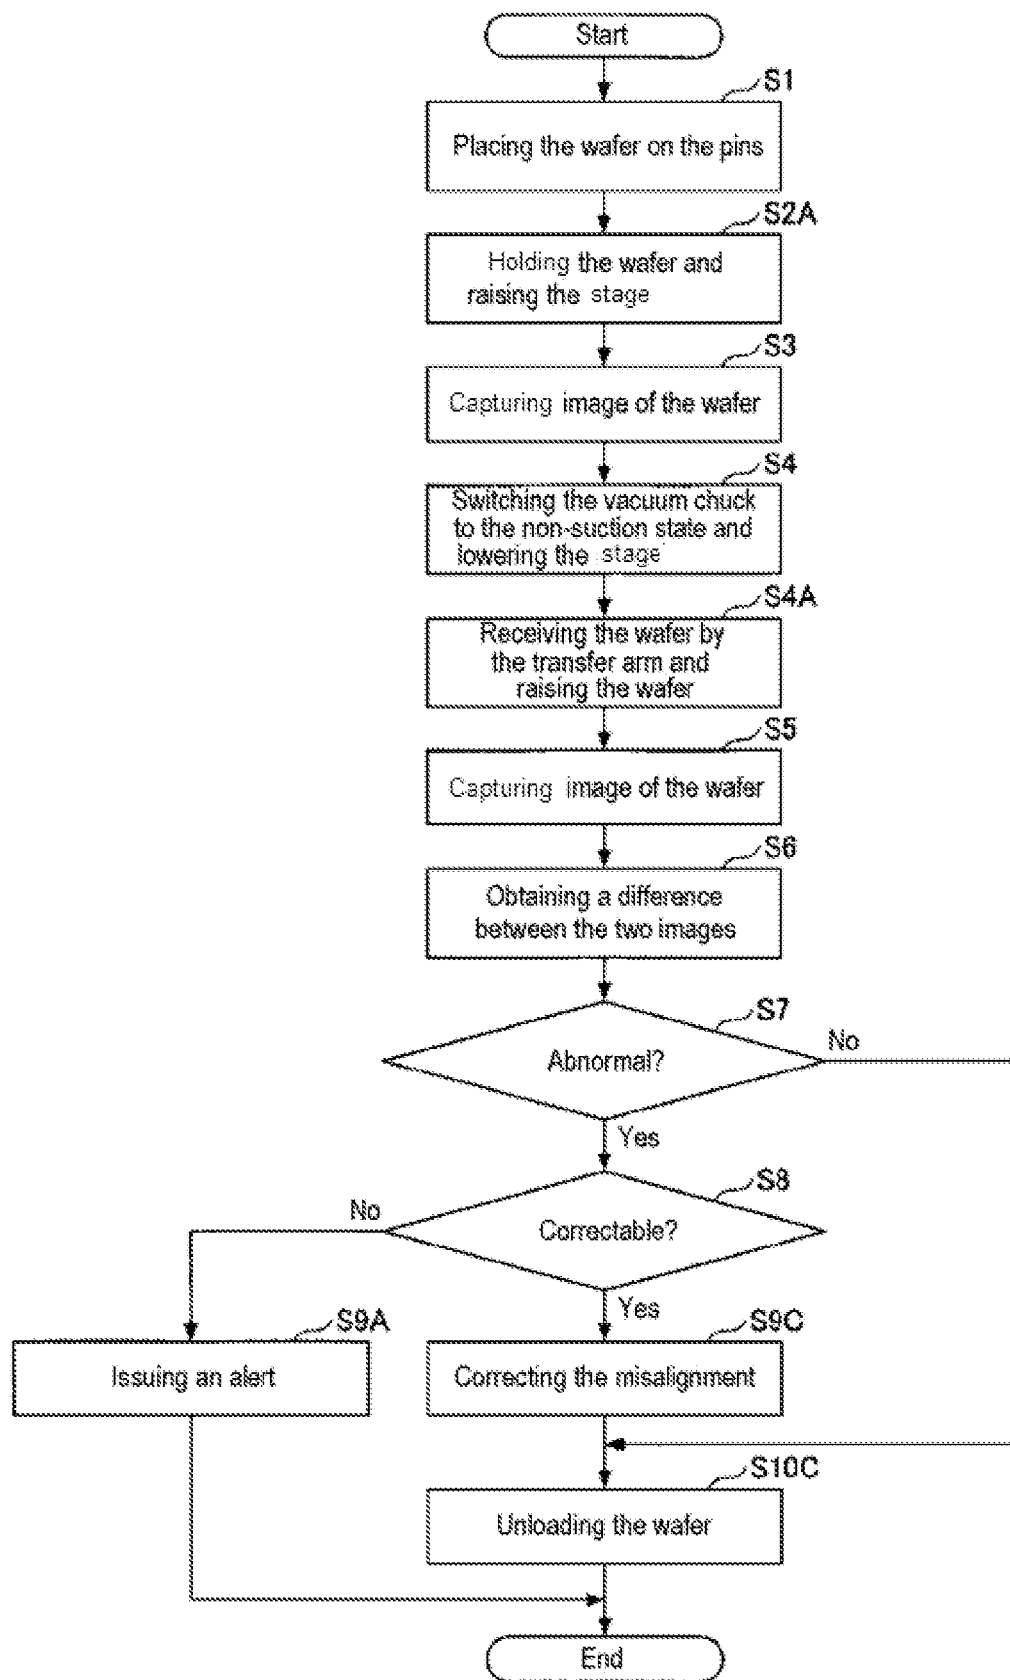 Start
S1
Placing the wafer on the pins
S2A
Holding the wafer and
raising the stage
S3
Capturing image of the wafer
S4
Switching the vacuum chuck
to the non-suction state and
lowering the stage
S4A
Receiving the wafer by
the transfer arm and
raising the wafer
S5
Capturing image of the wafer
S6
Obtaining a difference
between the two images
S7
Abnormal?
No
Yes
S8
Correctable?
No
Yes
S9A
Issuing an alert
S9C
Correcting the misalignment
S10C
Unloading the wafer
End